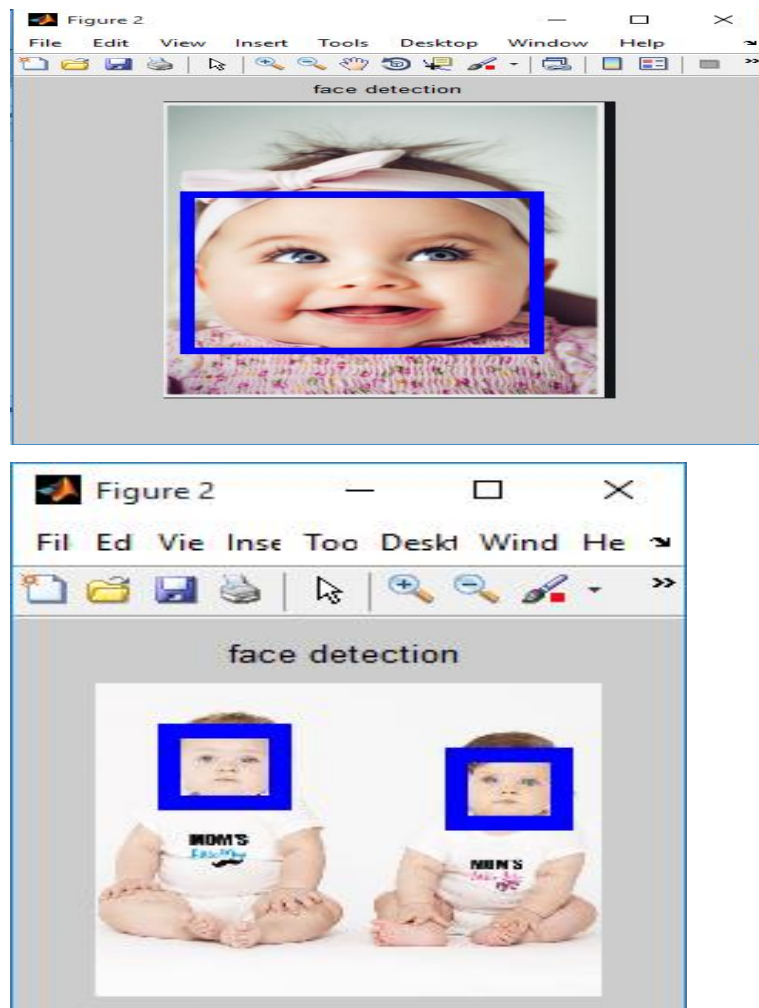 Figure 2
File Edit View Insert Tools Desktop Window Help
face detection
Figure 2
Fil Ed Vie Inse Too Deskt Wind He
face detection
MOM'S
MOM'S